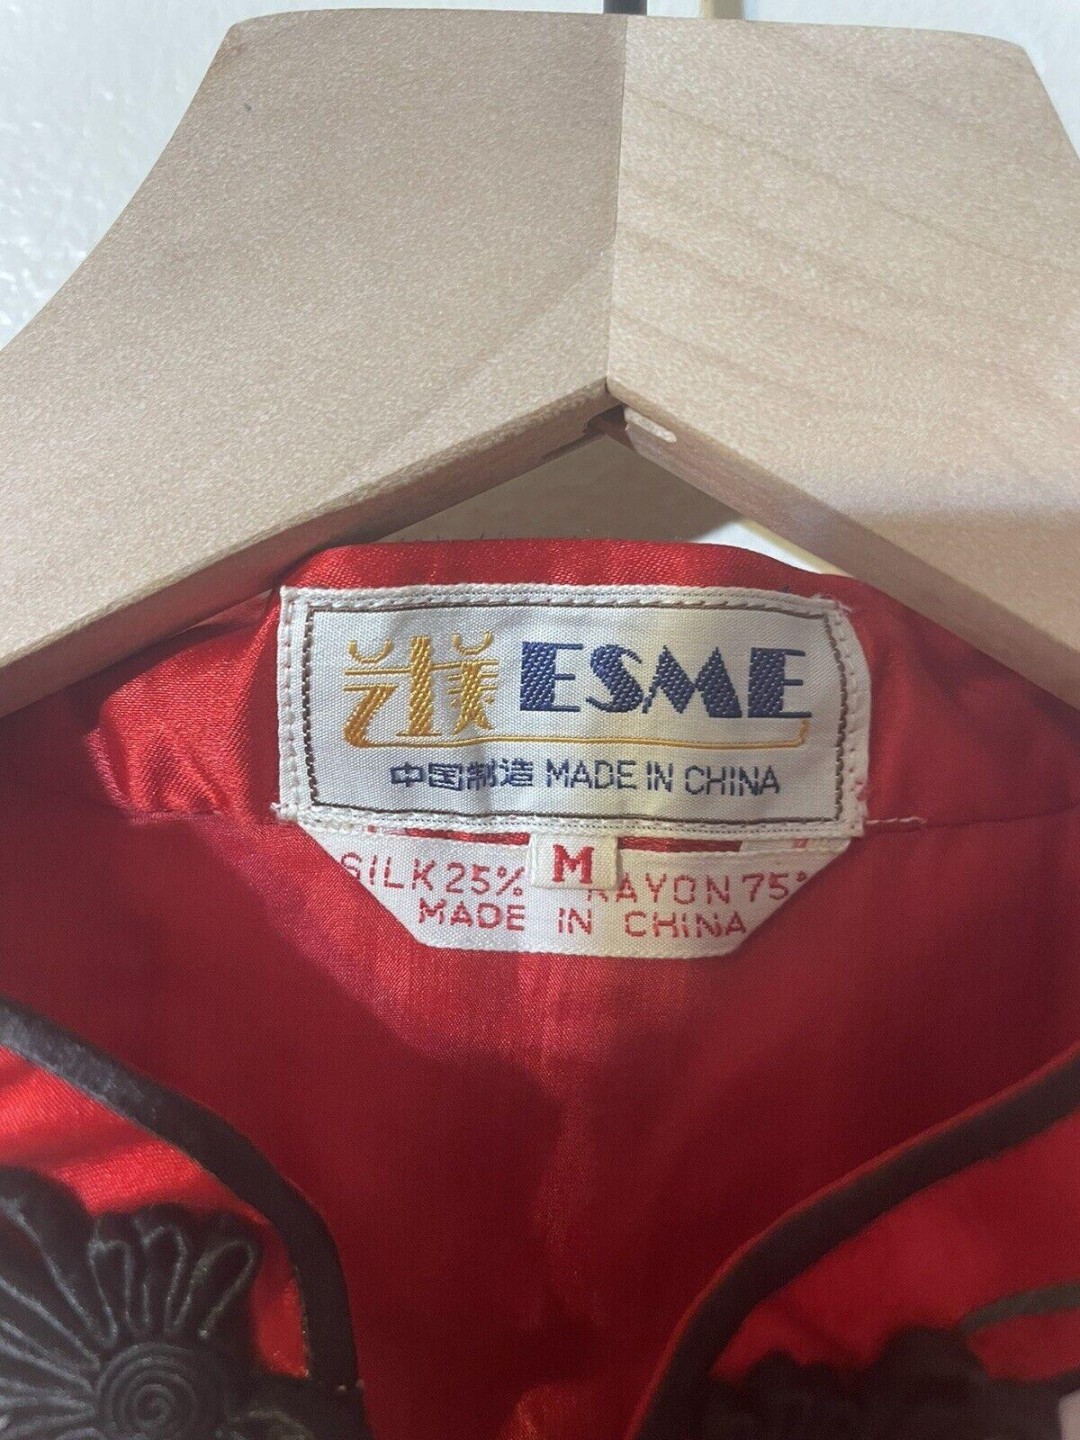 ESME
中国制造 MADE IN CHINA
M
SILK 25% RAYON 75%
MADE IN CHINA